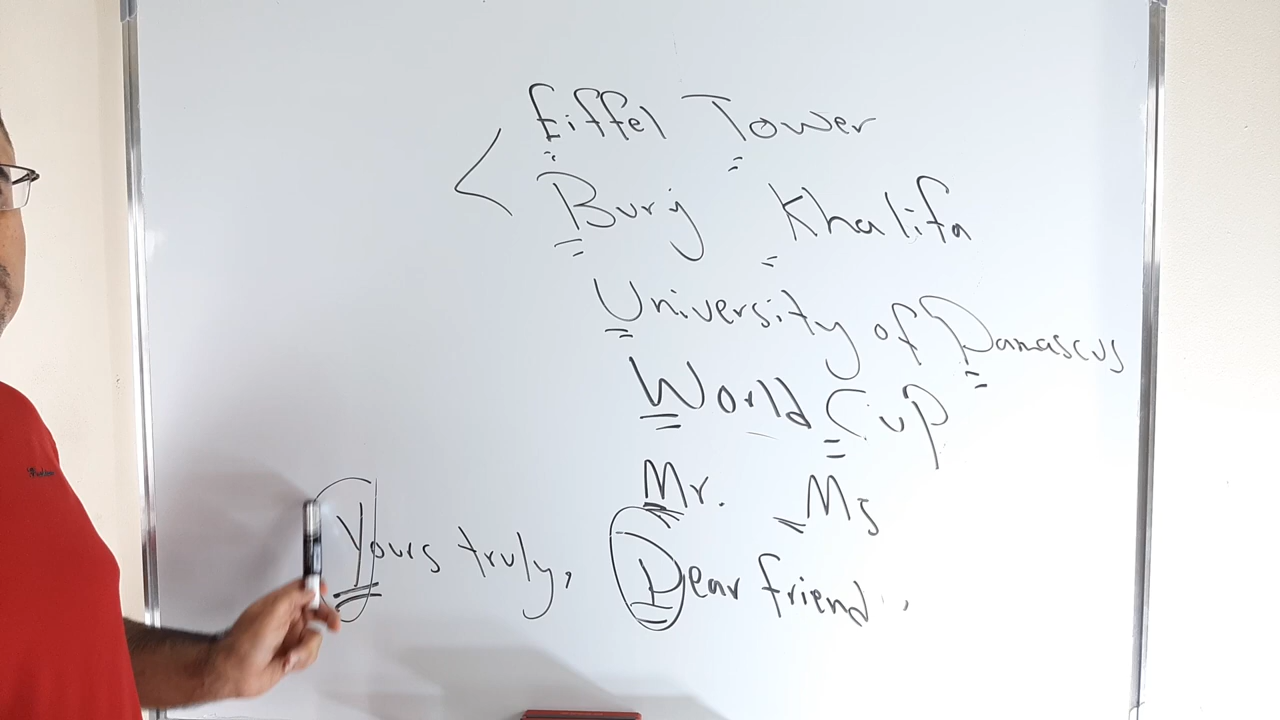 Eiffel Tower
Burj Khalifa
University of Damascus
World Cup
Mr. Ms
Yours truly, Dear friend,